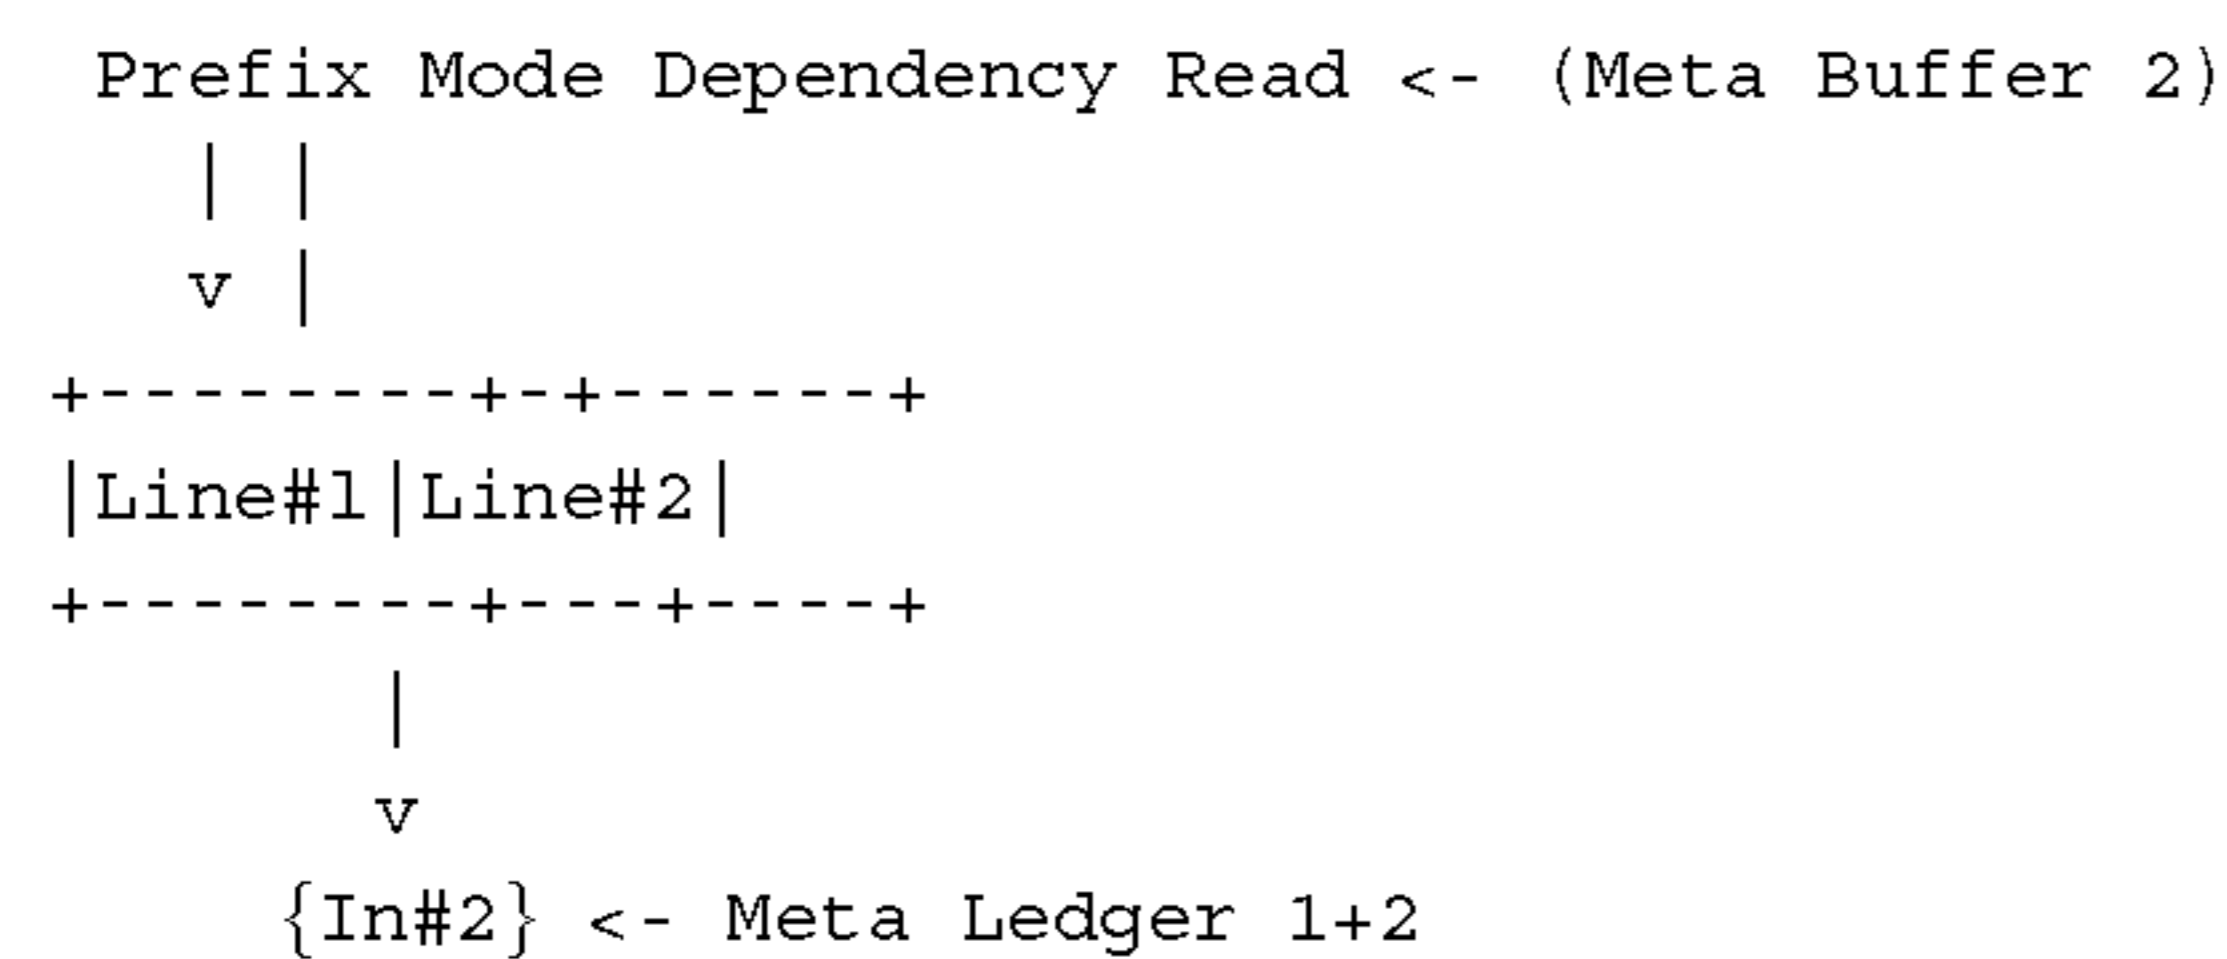 Prefix Mode Dependency Read <- (Meta Buffer 2)
   | |
   v |
+--------+-+------+
|Line#1|Line#2|
+--------+---+----+
       |
       v
     {In#2} <- Meta Ledger 1+2